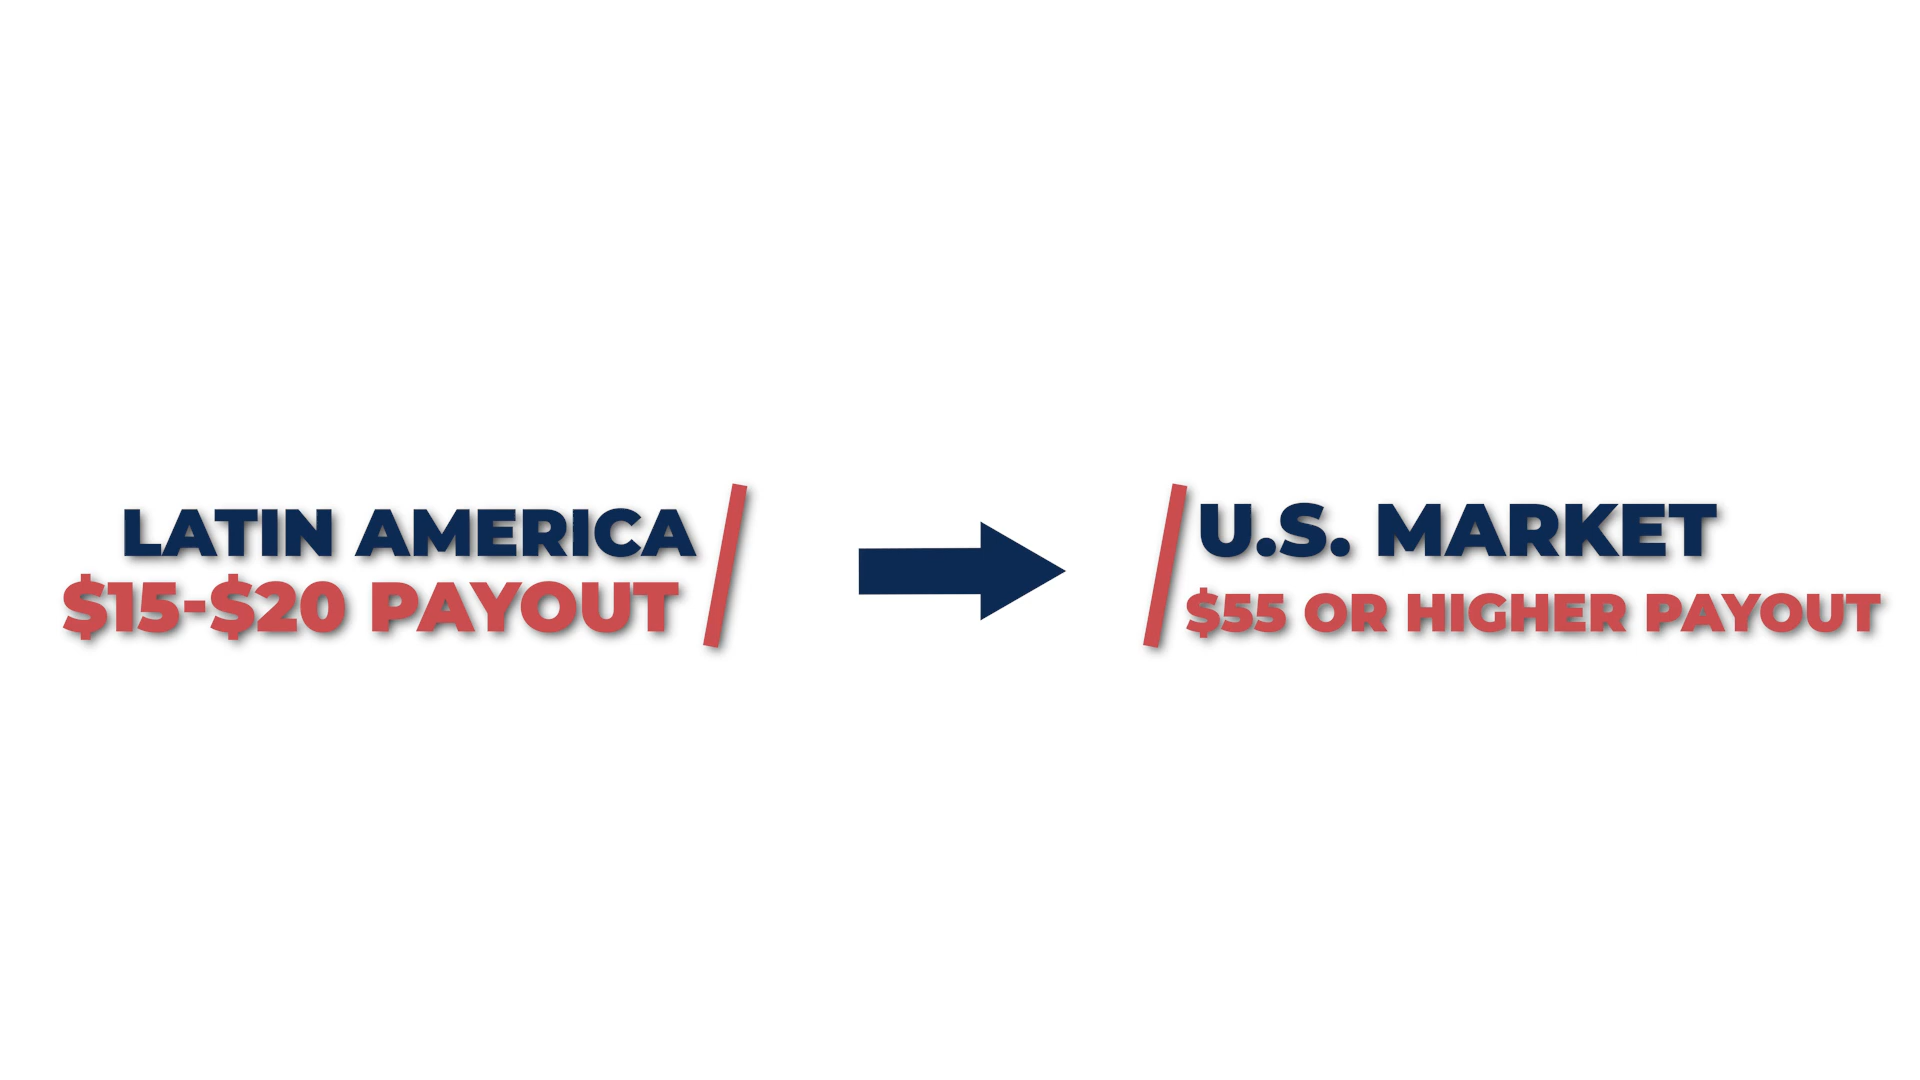 LATIN AMERICA
$15-$20 PAYOUT
U.S. MARKET
$55 OR HIGHER PAYOUT